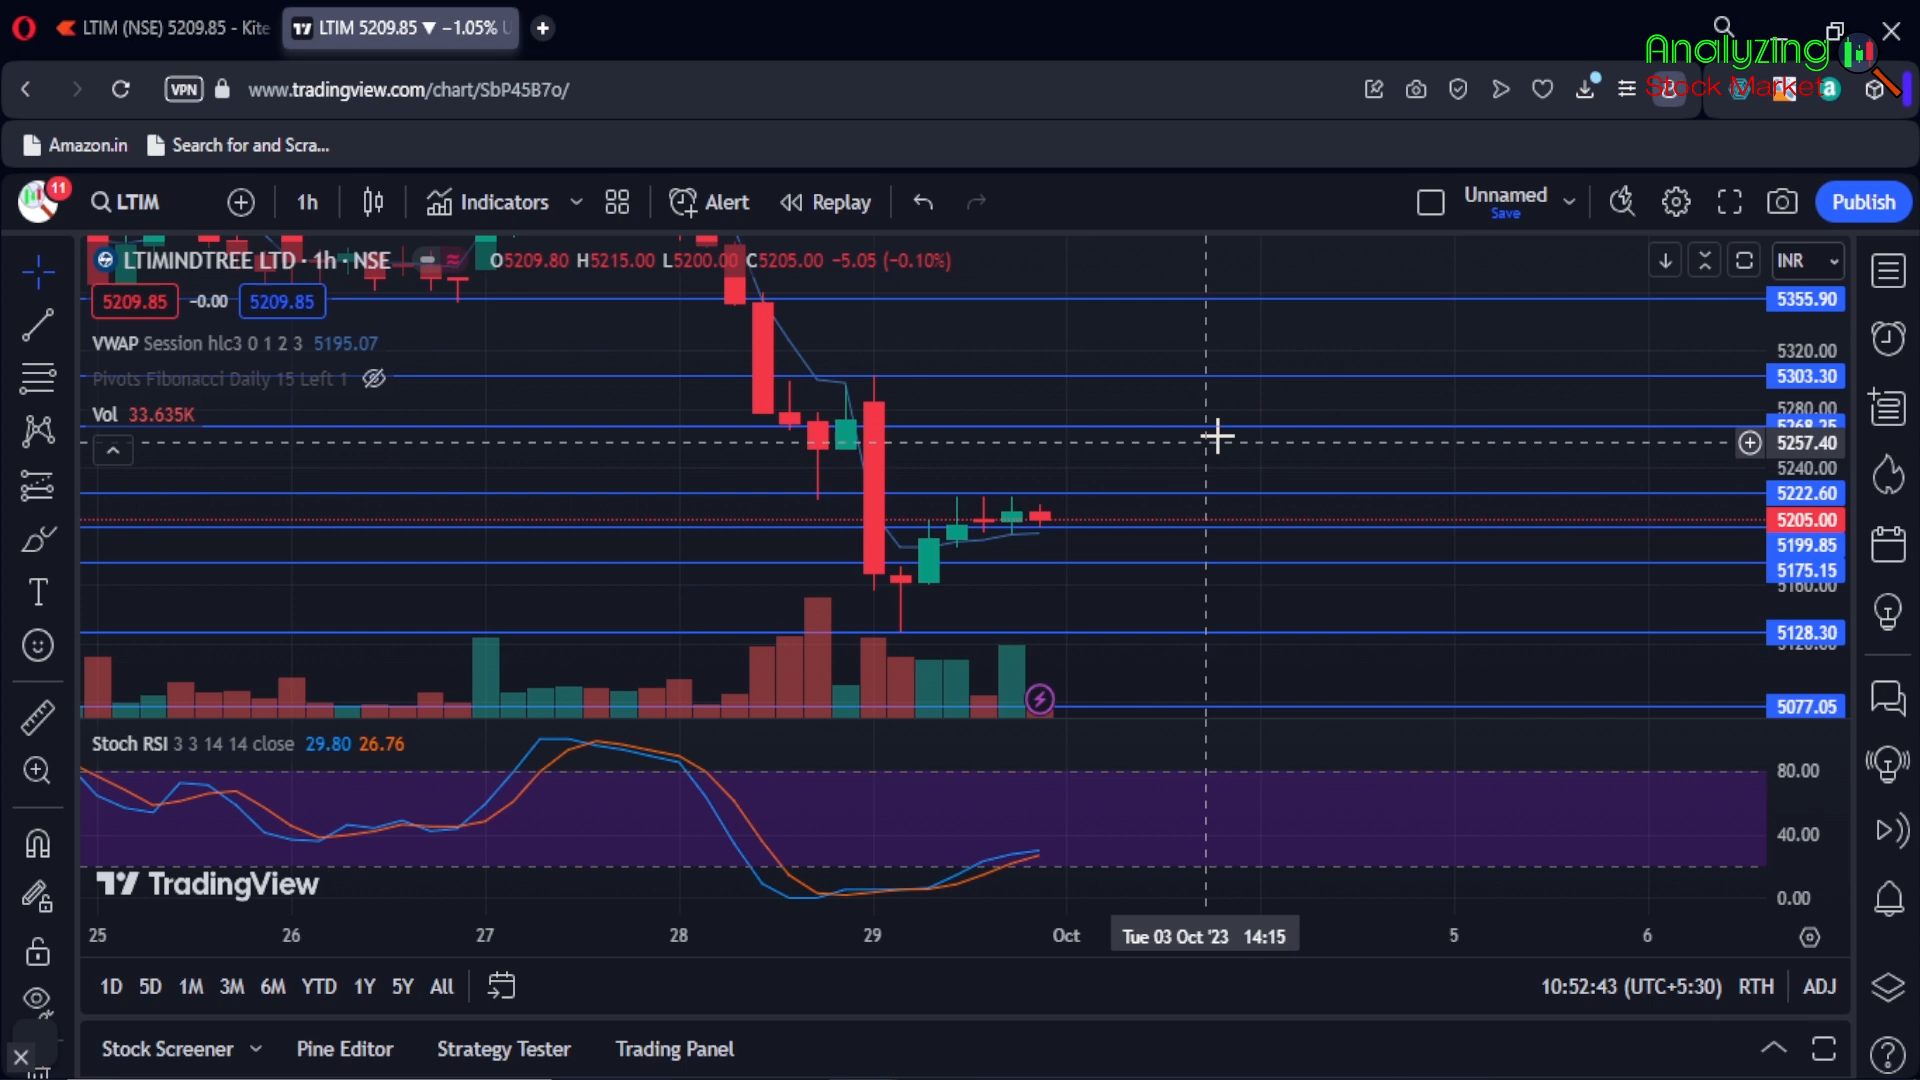 LTIM (NSE) 5209.85 - Kite
LTIM 5209.85 ▼ −1.05% U
Analyzing
Stock Market
VPN
www.tradingview.com/chart/SbP45B7o/
Amazon.in
Search for and Scra...
11
LTIM
1h
Indicators
Alert
Replay
Unnamed
Save
Publish
LTIMINDTREE LTD · 1h · NSE
O5209.80 H5215.00 L5200.00 C5205.00 −5.05 (−0.10%)
INR
5209.85 -0.00 5209.85
5355.90
VWAP Session hlc3 0 1 2 3 5195.07
5320.00
Pivots Fibonacci Daily 15 Left 1
5303.30
Vol 33.635K
5280.00
5268.25
5257.40
5240.00
5222.60
5205.00
5199.85
5175.15
5160.00
5128.30
5120.00
5077.05
Stoch RSI 3 3 14 14 close 29.80 26.76
80.00
40.00
TradingView
0.00
25 26 27 28 29 Oct Tue 03 Oct '23 14:15 5 6
1D 5D 1M 3M 6M YTD 1Y 5Y All
10:52:43 (UTC+5:30) RTH ADJ
Stock Screener
Pine Editor
Strategy Tester
Trading Panel